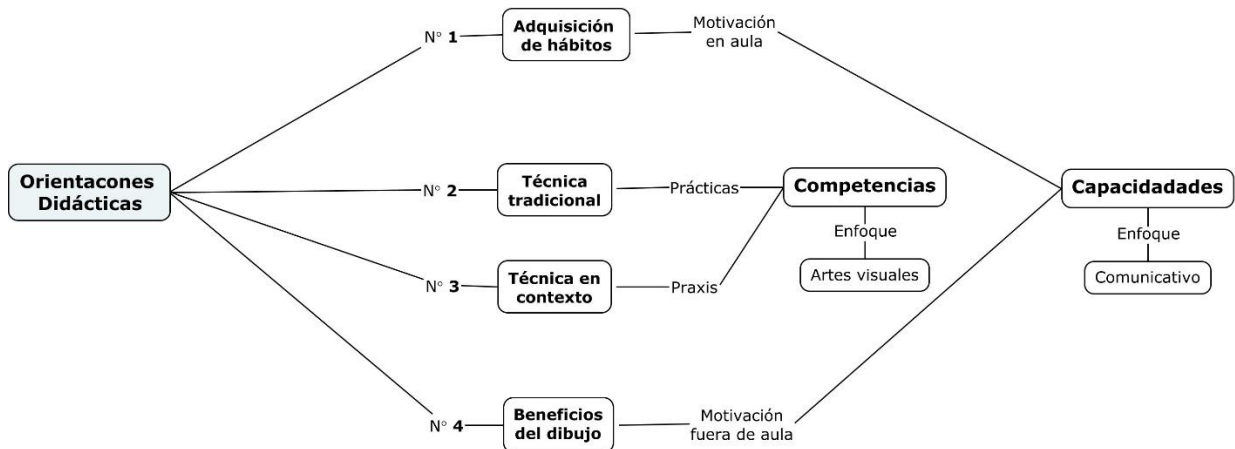 Orientacones
Didácticas
N° 1
Adquisición
de hábitos
Motivación
en aula
N° 2
Técnica
tradicional
Prácticas
N° 3
Técnica en
contexto
Praxis
N° 4
Beneficios
del dibujo
Motivación
fuera de aula
Competencias
Enfoque
Artes visuales
Capacidadades
Enfoque
Comunicativo